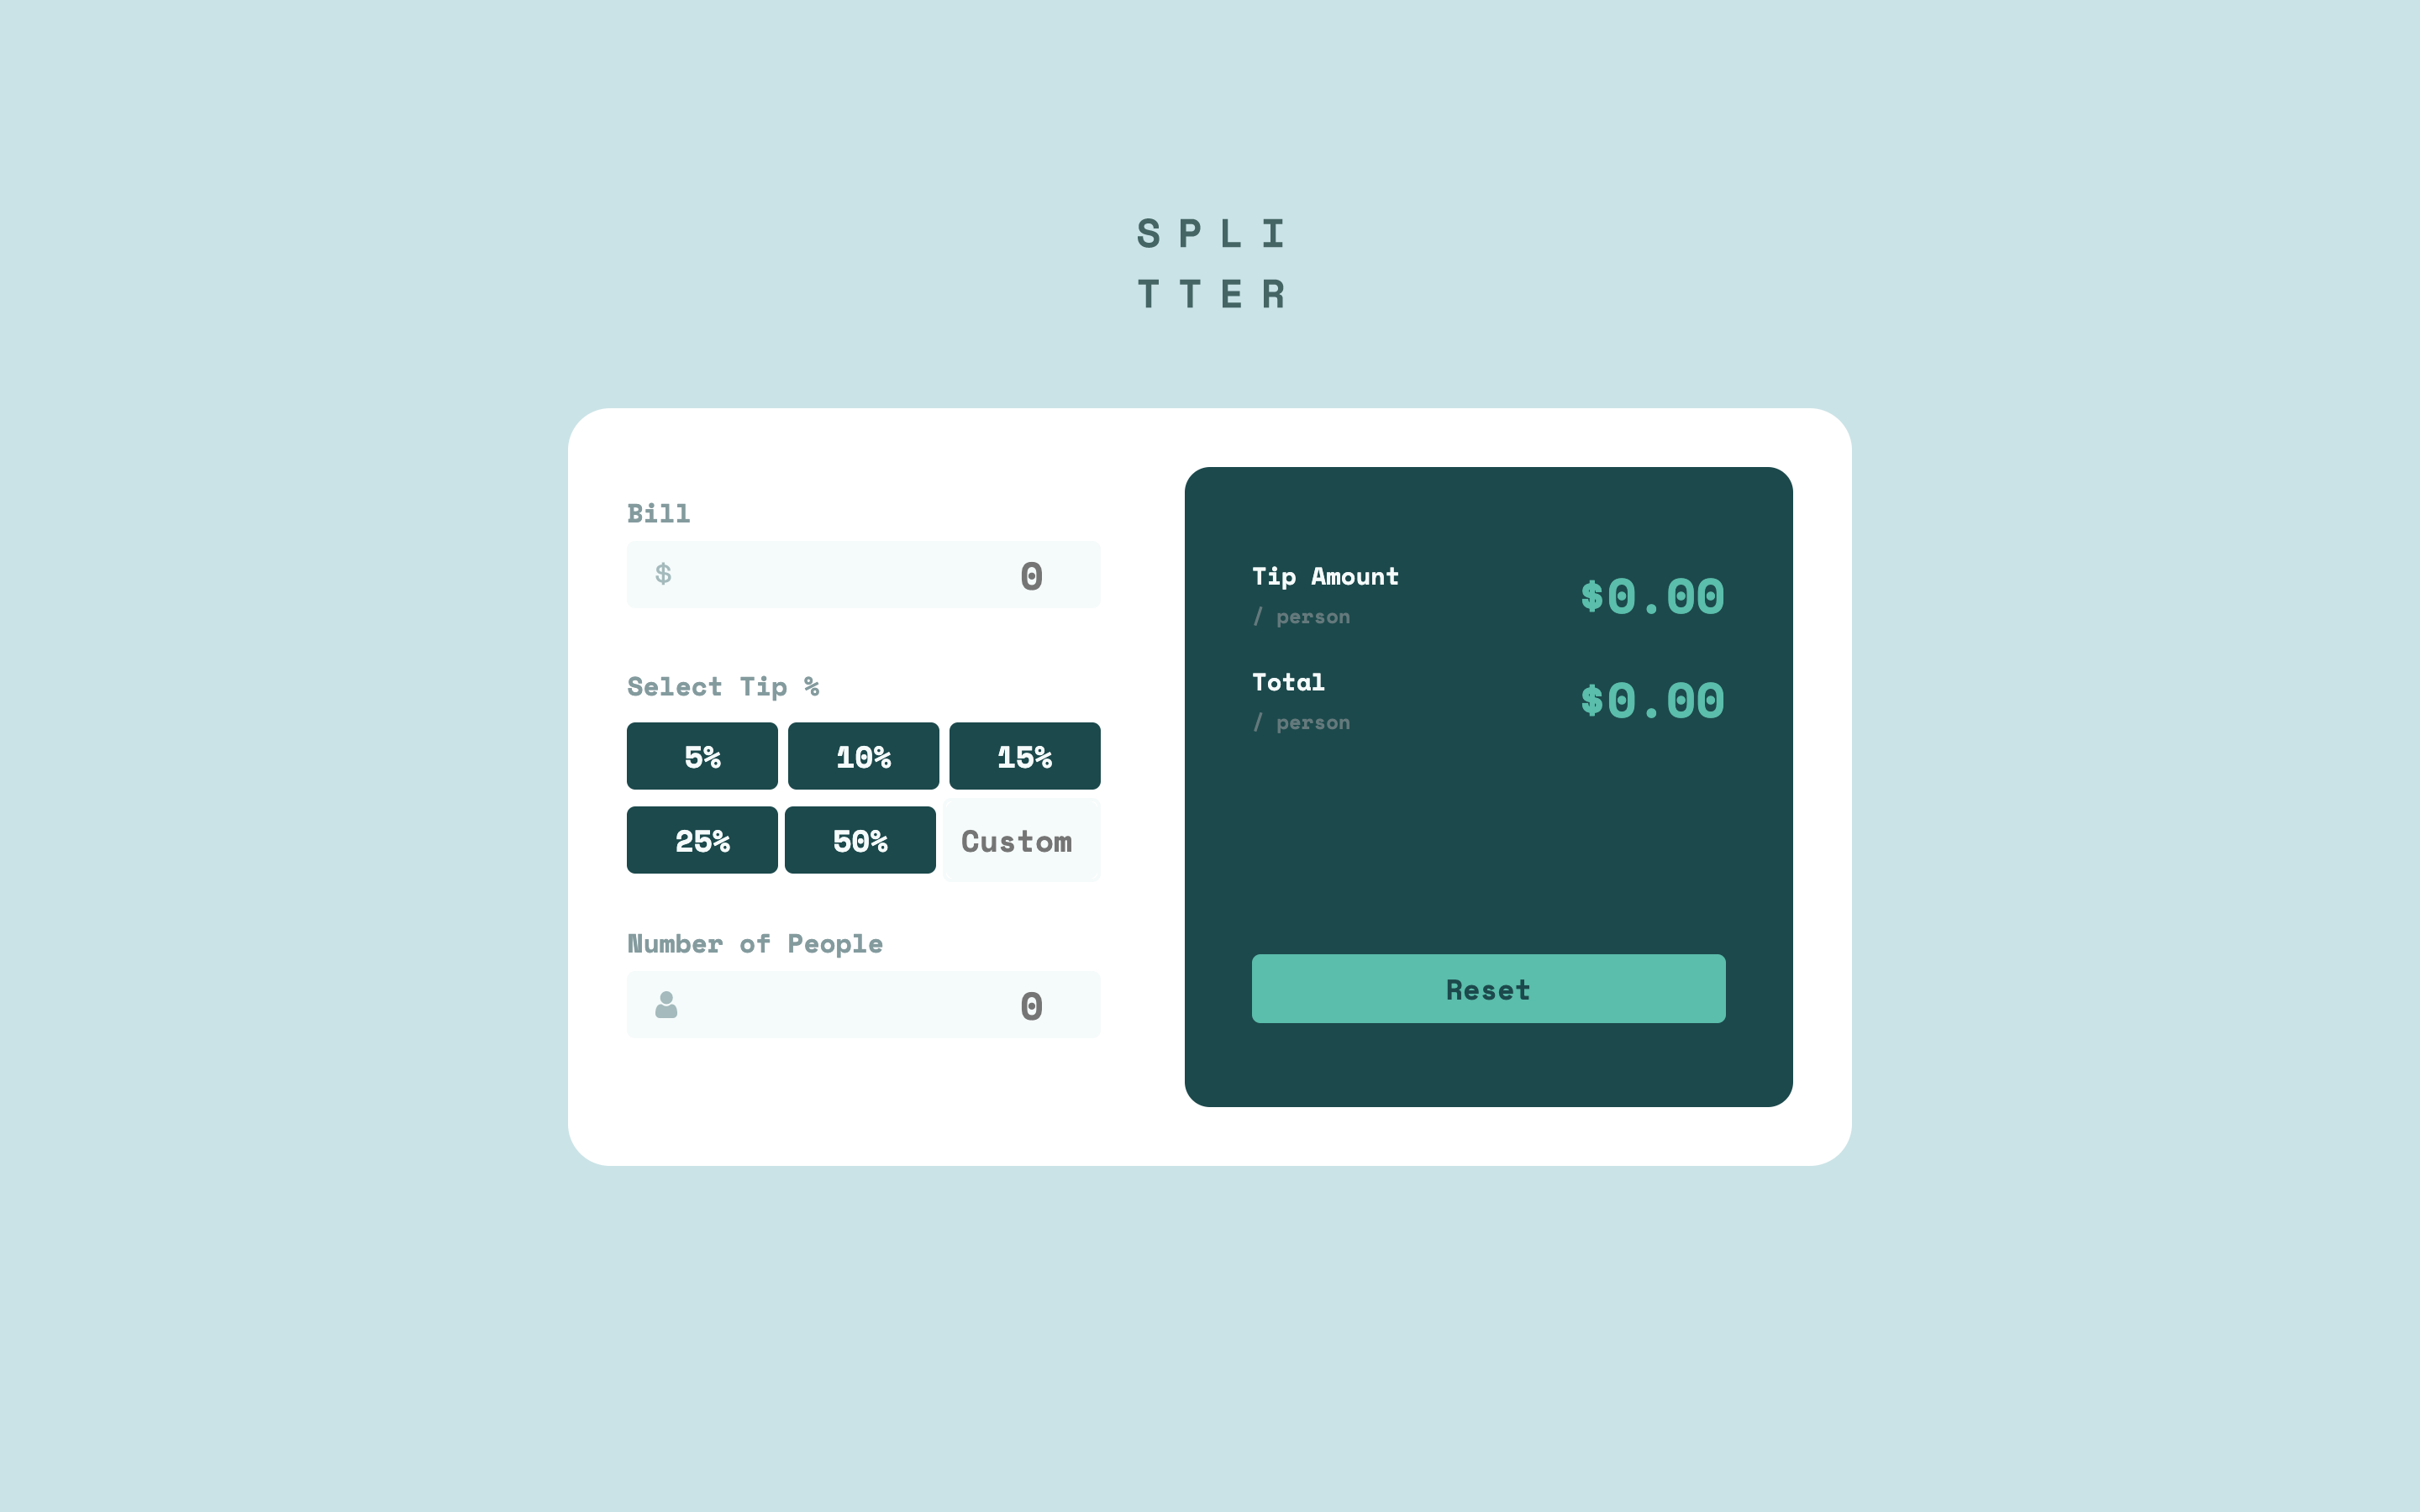 SPLI
TTER
Bill
$ 0
Select Tip %
5% 10% 15%
25% 50% Custom
Number of People
0
Tip Amount
/ person
$0.00
Total
/ person
$0.00
Reset